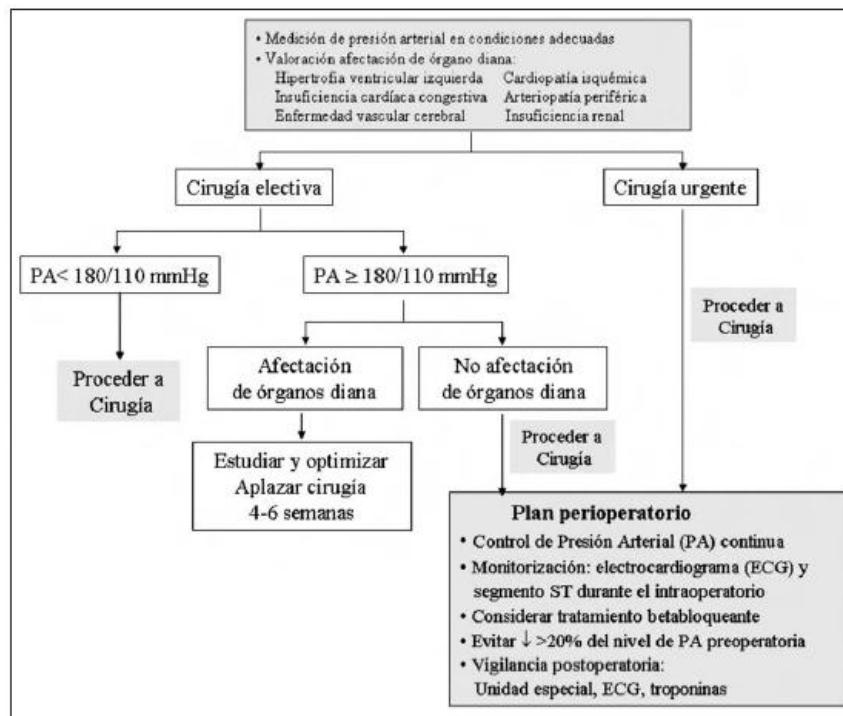 • Medición de presión arterial en condiciones adecuadas
• Valoración afectación de órgano diana:
Hipertrofia ventricular izquierda Cardiopatía isquémica
Insuficiencia cardíaca congestiva Arteriopatía periférica
Enfermedad vascular cerebral Insuficiencia renal
Cirugía electiva
Cirugía urgente
PA< 180/110 mmHg
PA ≥ 180/110 mmHg
Proceder a
Cirugía
Afectación
de órganos diana
No afectación
de órganos diana
Proceder a
Cirugía
Proceder a
Cirugía
Estudiar y optimizar
Aplazar cirugía
4-6 semanas
Plan perioperatorio
• Control de Presión Arterial (PA) continua
• Monitorización: electrocardiograma (ECG) y
segmento ST durante el intraoperatorio
• Considerar tratamiento betabloqueante
• Evitar ↓ >20% del nivel de PA preoperatoria
• Vigilancia postoperatoria:
Unidad especial, ECG, troponinas